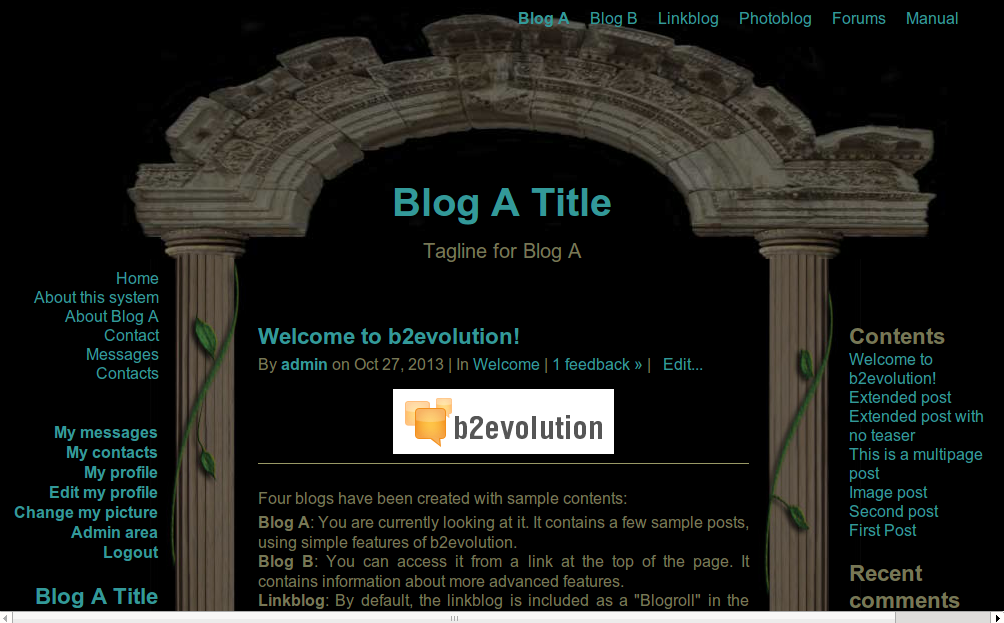 Blog A Blog B Linkblog Photoblog Forums Manual
Blog A Title
Tagline for Blog A
Home
About this system
About Blog A
Contact
Messages
Contacts
My messages
My contacts
My profile
Edit my profile
Change my picture
Admin area
Logout
Blog A Title
Welcome to b2evolution!
By admin on Oct 27, 2013 | In Welcome | 1 feedback » | Edit...
b2evolution
Four blogs have been created with sample contents:
Blog A: You are currently looking at it. It contains a few sample posts,
using simple features of b2evolution.
Blog B: You can access it from a link at the top of the page. It
contains information about more advanced features.
Linkblog: By default, the linkblog is included as a "Blogroll" in the
Contents
Welcome to
b2evolution!
Extended post
Extended post with
no teaser
This is a multipage
post
Image post
Second post
First Post
Recent
comments